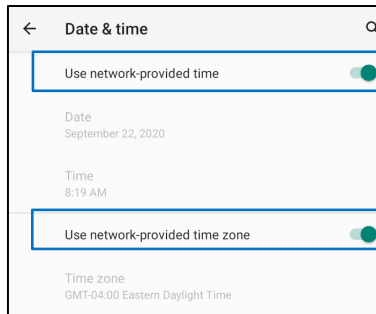 Date & time
Use network-provided time
Date
September 22, 2020
Time
8:19 AM
Use network-provided time zone
Time zone
GMT-04:00 Eastern Daylight Time